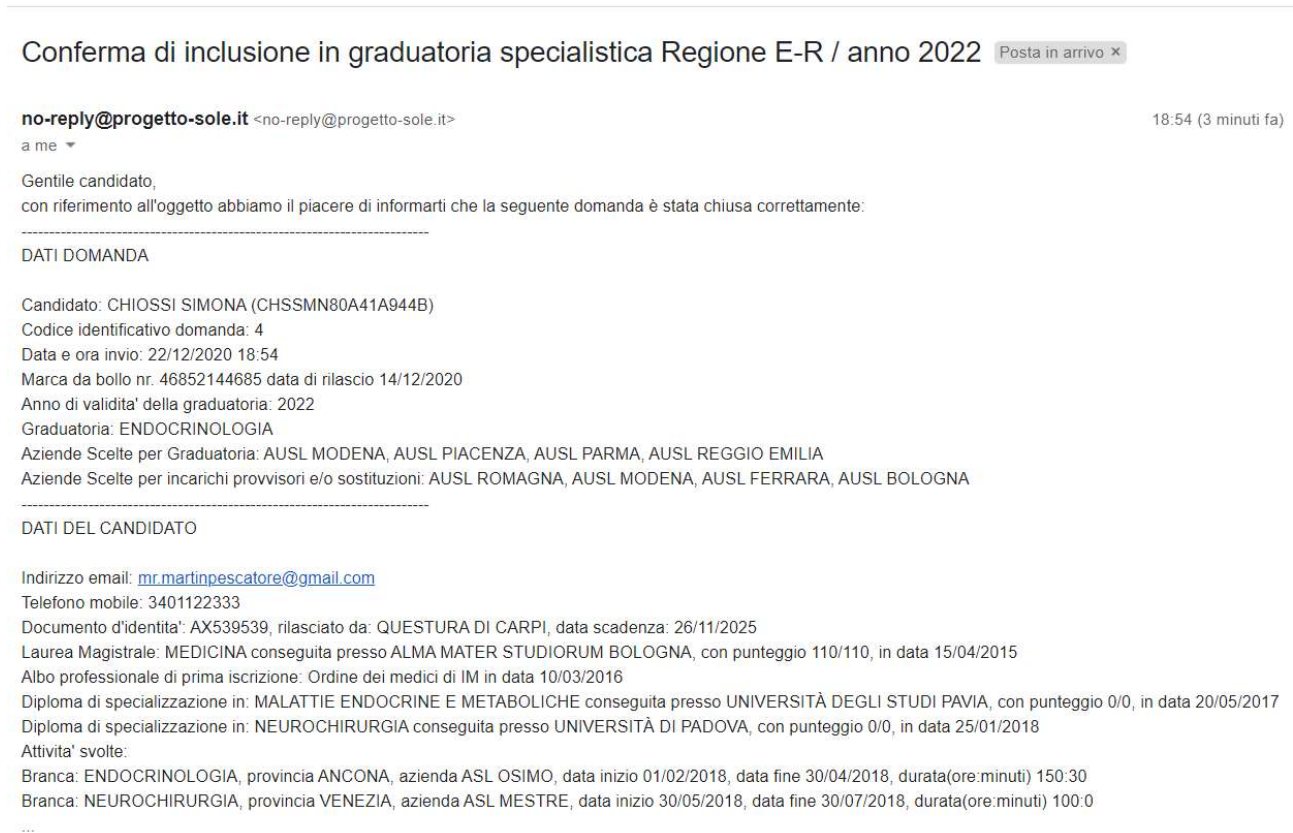 Conferma di inclusione in graduatoria specialistica Regione E-R / anno 2022 Posta in arrivo ×
no-reply@progetto-sole.it <no-reply@progetto-sole.it> 18:54 (3 minuti fa)
a me
Gentile candidato,
con riferimento all'oggetto abbiamo il piacere di informarti che la seguente domanda è stata chiusa correttamente:
--------------------------------------------------------------------------
DATI DOMANDA
Candidato: CHIOSSI SIMONA (CHSSMN80A41A944B)
Codice identificativo domanda: 4
Data e ora invio: 22/12/2020 18:54
Marca da bollo nr. 46852144685 data di rilascio 14/12/2020
Anno di validita' della graduatoria: 2022
Graduatoria: ENDOCRINOLOGIA
Aziende Scelte per Graduatoria: AUSL MODENA, AUSL PIACENZA, AUSL PARMA, AUSL REGGIO EMILIA
Aziende Scelte per incarichi provvisori e/o sostituzioni: AUSL ROMAGNA, AUSL MODENA, AUSL FERRARA, AUSL BOLOGNA
--------------------------------------------------------------------------
DATI DEL CANDIDATO
Indirizzo email: mr.martinpescatore@gmail.com
Telefono mobile: 3401122333
Documento d'identita': AX539539, rilasciato da: QUESTURA DI CARPI, data scadenza: 26/11/2025
Laurea Magistrale: MEDICINA conseguita presso ALMA MATER STUDIORUM BOLOGNA, con punteggio 110/110, in data 15/04/2015
Albo professionale di prima iscrizione: Ordine dei medici di IM in data 10/03/2016
Diploma di specializzazione in: MALATTIE ENDOCRINE E METABOLICHE conseguita presso UNIVERSITÀ DEGLI STUDI PAVIA, con punteggio 0/0, in data 20/05/2017
Diploma di specializzazione in: NEUROCHIRURGIA conseguita presso UNIVERSITÀ DI PADOVA, con punteggio 0/0, in data 25/01/2018
Attivita' svolte:
Branca: ENDOCRINOLOGIA, provincia ANCONA, azienda ASL OSIMO, data inizio 01/02/2018, data fine 30/04/2018, durata(ore:minuti) 150:30
Branca: NEUROCHIRURGIA, provincia VENEZIA, azienda ASL MESTRE, data inizio 30/05/2018, data fine 30/07/2018, durata(ore:minuti) 100:0
...